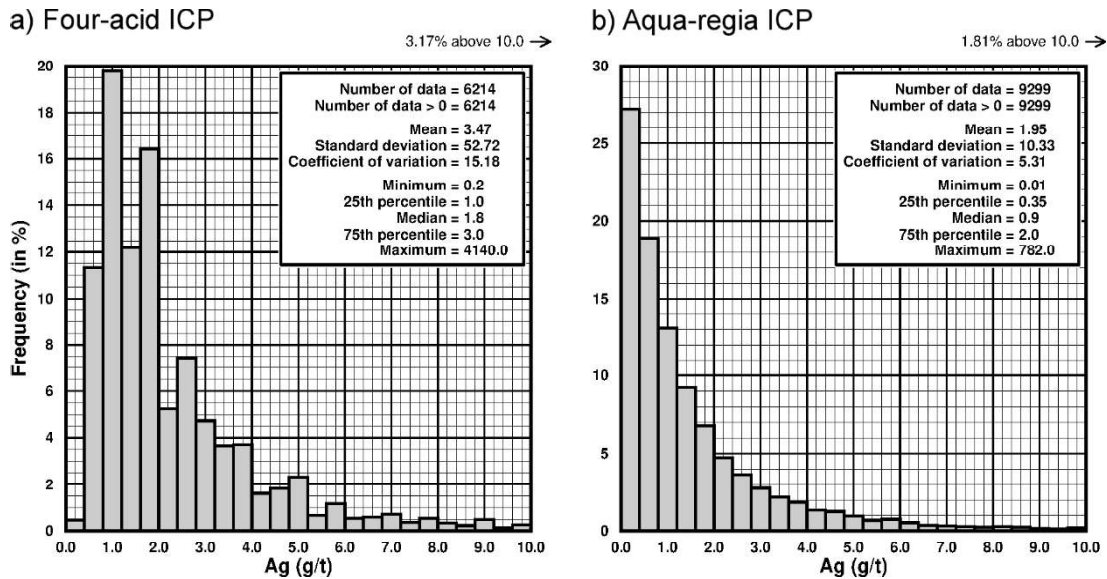 a) Four-acid ICP
3.17% above 10.0 →
20
18
16
14
12
10
8
6
4
2
0
Frequency (in %)
Number of data = 6214
Number of data > 0 = 6214
Mean = 3.47
Standard deviation = 52.72
Coefficient of variation = 15.18
Minimum = 0.2
25th percentile = 1.0
Median = 1.8
75th percentile = 3.0
Maximum = 4140.0
0.0 1.0 2.0 3.0 4.0 5.0 6.0 7.0 8.0 9.0 10.0
Ag (g/t)
b) Aqua-regia ICP
1.81% above 10.0 →
30
25
20
15
10
5
0
Number of data = 9299
Number of data > 0 = 9299
Mean = 1.95
Standard deviation = 10.33
Coefficient of variation = 5.31
Minimum = 0.01
25th percentile = 0.35
Median = 0.9
75th percentile = 2.0
Maximum = 782.0
0.0 1.0 2.0 3.0 4.0 5.0 6.0 7.0 8.0 9.0 10.0
Ag (g/t)